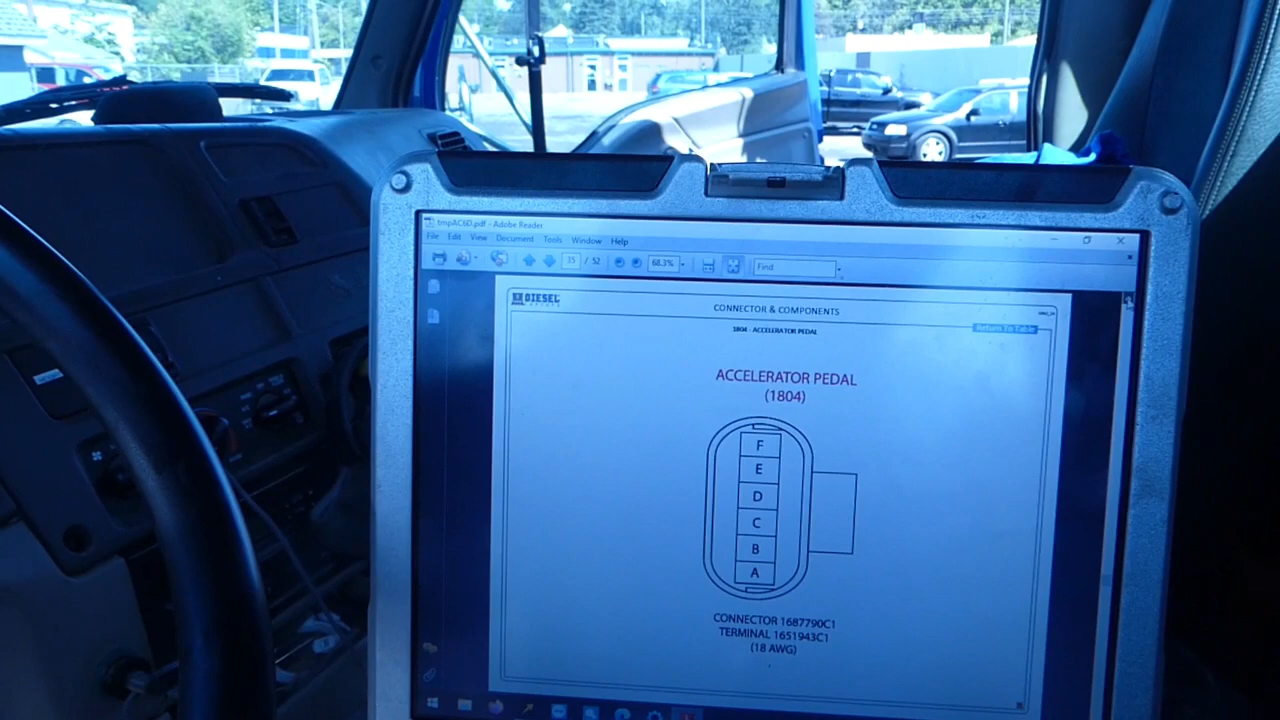 tmpAC6D.pdf - Adobe Reader
File Edit View Document Tools Window Help
35 / 52 68.3% Find
DIESEL
CONNECTOR & COMPONENTS
1804 - ACCELERATOR PEDAL
Return To Table
ACCELERATOR PEDAL
(1804)
F
E
D
C
B
A
CONNECTOR 1687790C1
TERMINAL 1651943C1
(18 AWG)